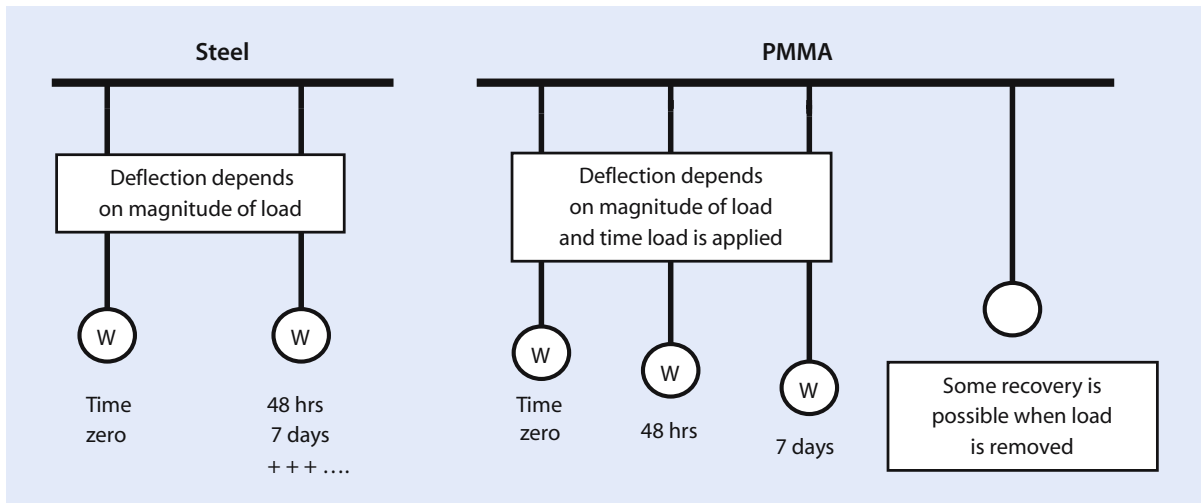 Steel
Deflection depends
on magnitude of load
W
W
Time
zero
48 hrs
7 days
+ + + ....
PMMA
Deflection depends
on magnitude of load
and time load is applied
W
W
W
Time
zero
48 hrs
7 days
Some recovery is
possible when load
is removed